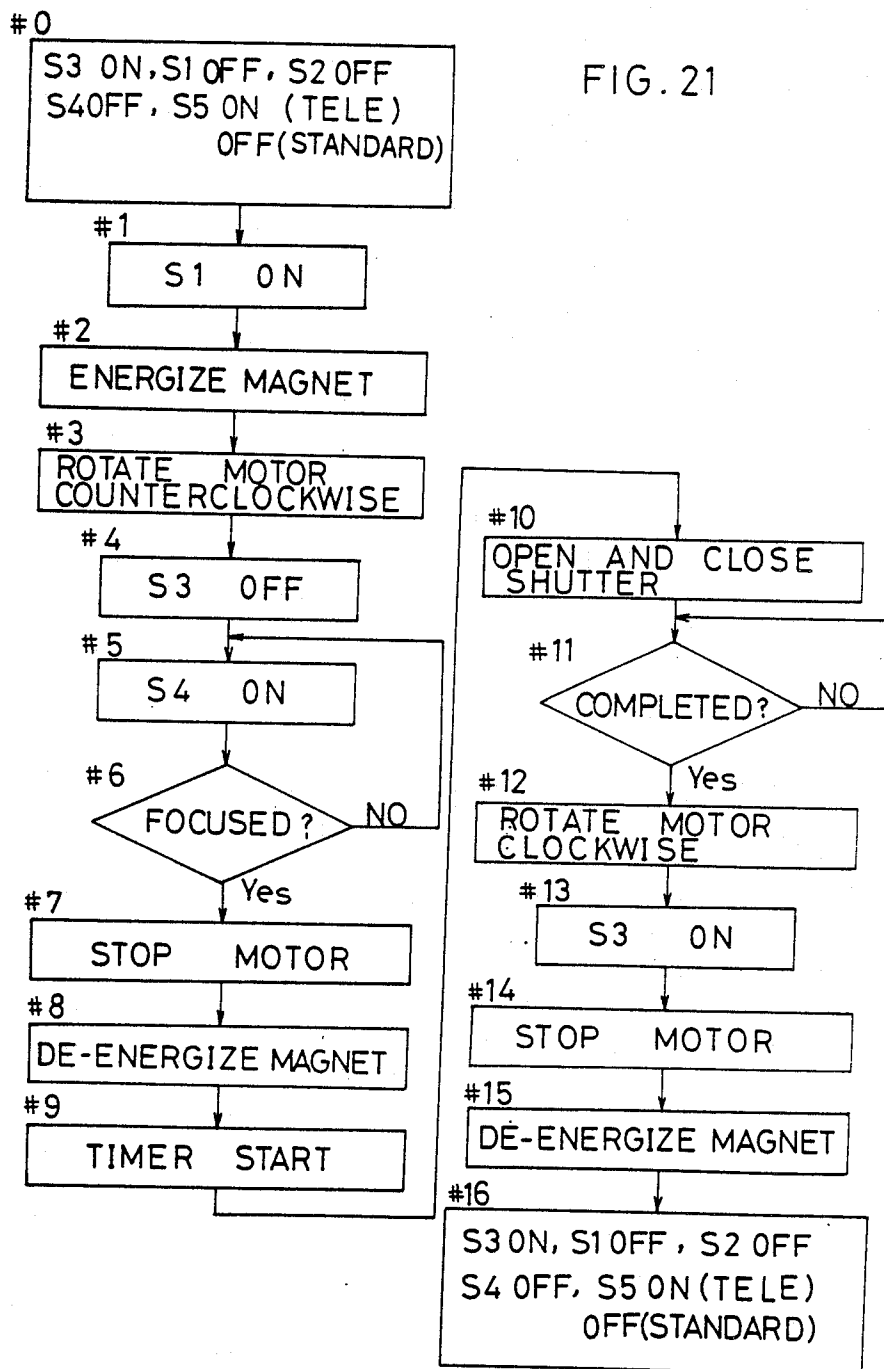 FIG. 21
#0
S3 ON, S1 OFF, S2 OFF
S4 OFF, S5 ON (TELE)
OFF(STANDARD)
#1
S1 ON
#2
ENERGIZE MAGNET
#3
ROTATE MOTOR
COUNTERCLOCKWISE
#4
S3 OFF
#5
S4 ON
#6
FOCUSED?
NO
Yes
#7
STOP MOTOR
#8
DE-ENERGIZE MAGNET
#9
TIMER START
#10
OPEN AND CLOSE
SHUTTER
#11
COMPLETED?
NO
Yes
#12
ROTATE MOTOR
CLOCKWISE
#13
S3 ON
#14
STOP MOTOR
#15
DE-ENERGIZE MAGNET
#16
S3 ON, S1 OFF, S2 OFF
S4 OFF, S5 ON (TELE)
OFF(STANDARD)